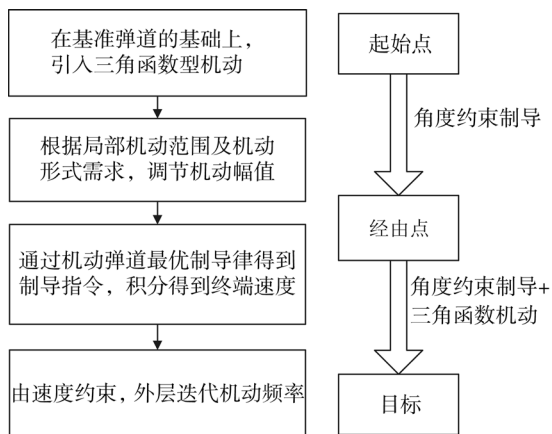 在基准弹道的基础上，
引入三角函数型机动
根据局部机动范围及机动
形式需求，调节机动幅值
通过机动弹道最优制导律得到
制导指令，积分得到终端速度
由速度约束，外层迭代机动频率
起始点
角度约束制导
经由点
角度约束制导+
三角函数机动
目标